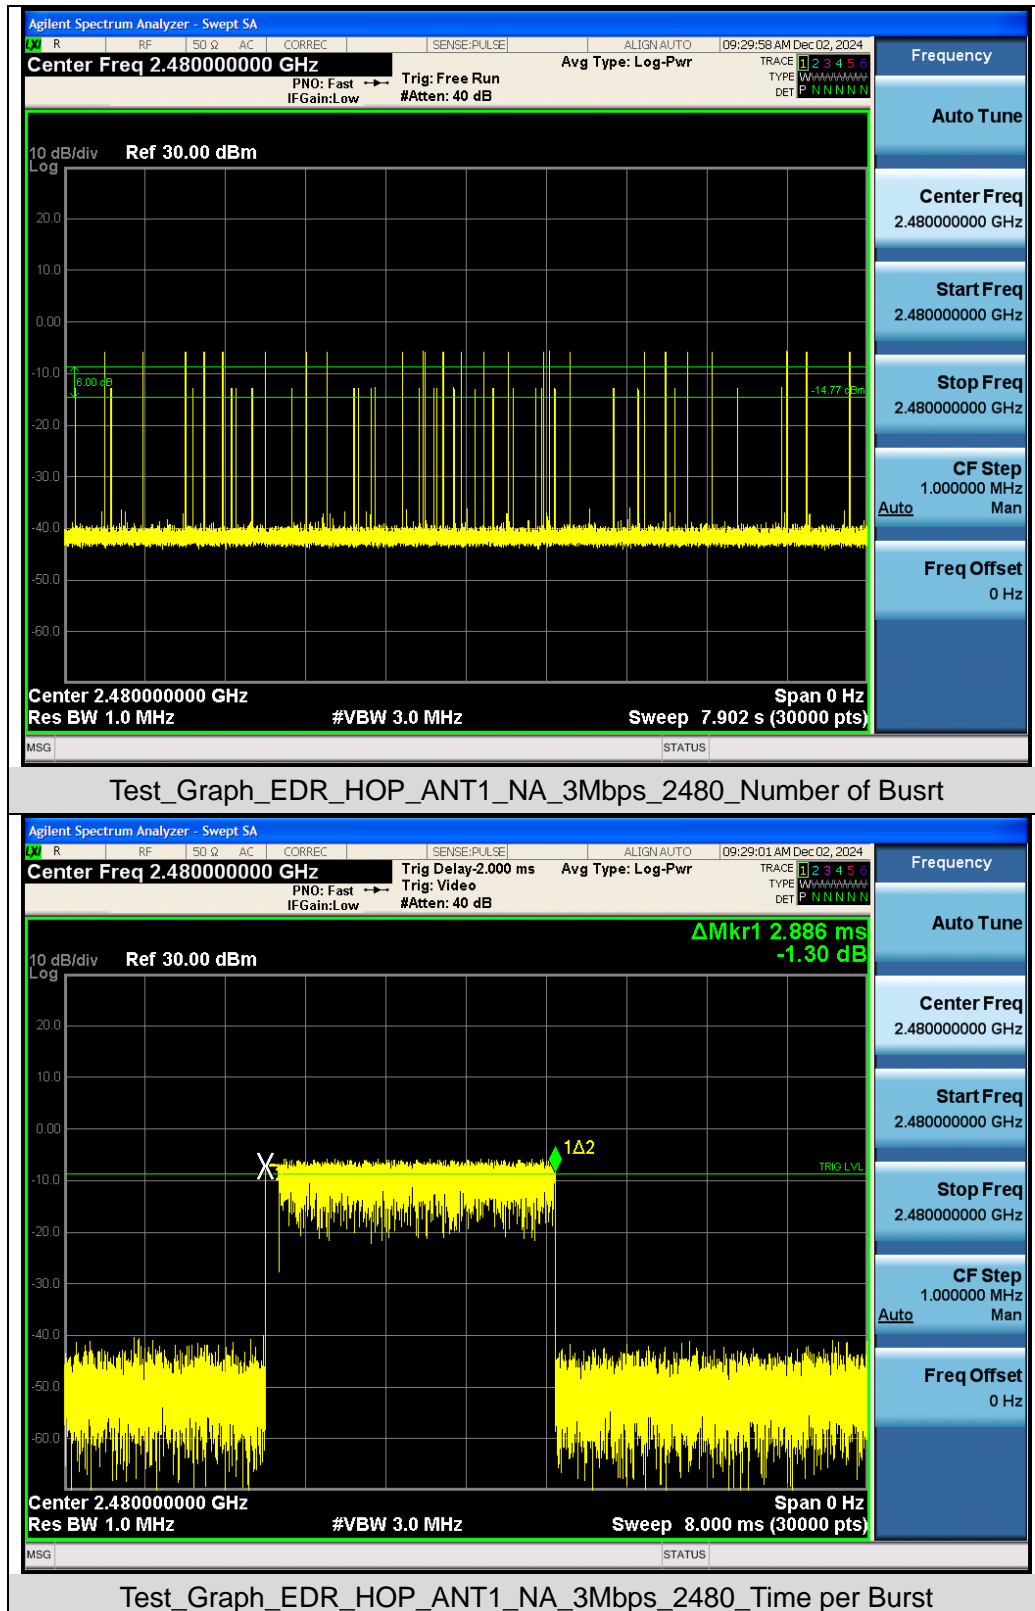 Agilent Spectrum Analyzer - Swept SA
LXI R RF 50 Ω AC CORREC SENSE:PULSE ALIGN AUTO 09:29:58 AM Dec 02, 2024
Center Freq 2.480000000 GHz
PNO: Fast
IFGain:Low
Trig: Free Run
#Atten: 40 dB
Avg Type: Log-Pwr
TRACE 1 2 3 4 5 6
TYPE W
DET P N N N N N
Frequency
Auto Tune
Center Freq
2.480000000 GHz
Start Freq
2.480000000 GHz
Stop Freq
2.480000000 GHz
CF Step
1.000000 MHz
Auto Man
Freq Offset
0 Hz
10 dB/div Ref 30.00 dBm
Log
20.0
10.0
0.00
-10.0
6.00 dB
-14.77 dBm
-20.0
-30.0
-40.0
-50.0
-60.0
Center 2.480000000 GHz Span 0 Hz
Res BW 1.0 MHz #VBW 3.0 MHz Sweep 7.902 s (30000 pts)
MSG STATUS
Test_Graph_EDR_HOP_ANT1_NA_3Mbps_2480_Number of Busrt
Agilent Spectrum Analyzer - Swept SA
LXI R RF 50 Ω AC CORREC SENSE:PULSE ALIGN AUTO 09:29:01 AM Dec 02, 2024
Center Freq 2.480000000 GHz
PNO: Fast
IFGain:Low
Trig Delay-2.000 ms
Trig: Video
#Atten: 40 dB
Avg Type: Log-Pwr
TRACE 1 2 3 4 5 6
TYPE W
DET P N N N N N
Frequency
Auto Tune
Center Freq
2.480000000 GHz
Start Freq
2.480000000 GHz
Stop Freq
2.480000000 GHz
CF Step
1.000000 MHz
Auto Man
Freq Offset
0 Hz
ΔMkr1 2.886 ms
-1.30 dB
10 dB/div Ref 30.00 dBm
Log
20.0
10.0
0.00
1Δ2
TRIG LVL
-10.0
-20.0
-30.0
-40.0
-50.0
-60.0
Center 2.480000000 GHz Span 0 Hz
Res BW 1.0 MHz #VBW 3.0 MHz Sweep 8.000 ms (30000 pts)
MSG STATUS
Test_Graph_EDR_HOP_ANT1_NA_3Mbps_2480_Time per Burst